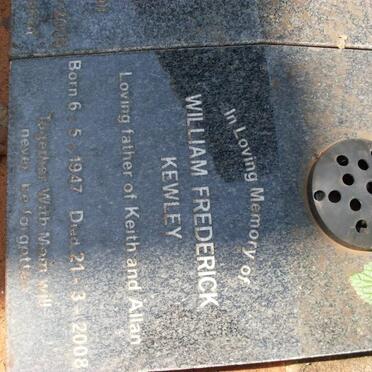 In Loving Memory of
WILLIAM FREDERICK
KEWLEY
Loving father of Keith and Allan
Born 6 - 5 - 1947 Died 21 - 3 - 2008
Together With Mom will
never be forgotten